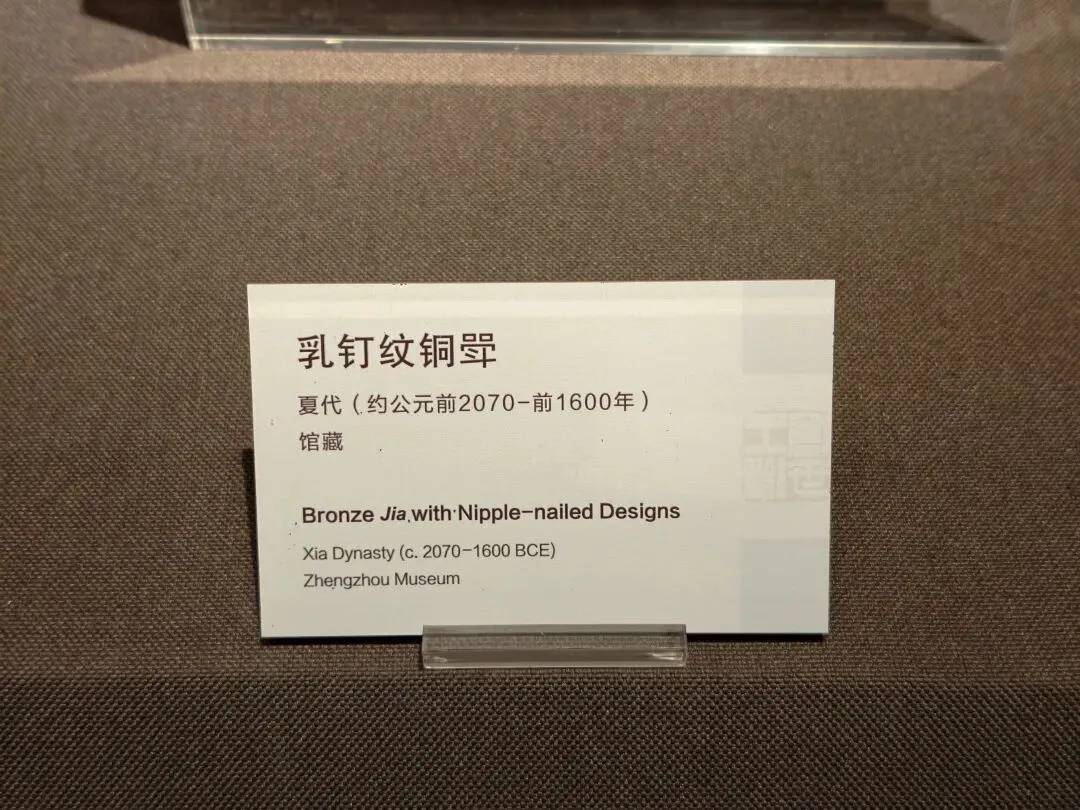 乳钉纹铜斝
夏代（约公元前2070-前1600年）
馆藏
Bronze Jia with Nipple-nailed Designs
Xia Dynasty (c. 2070-1600 BCE)
Zhengzhou Museum